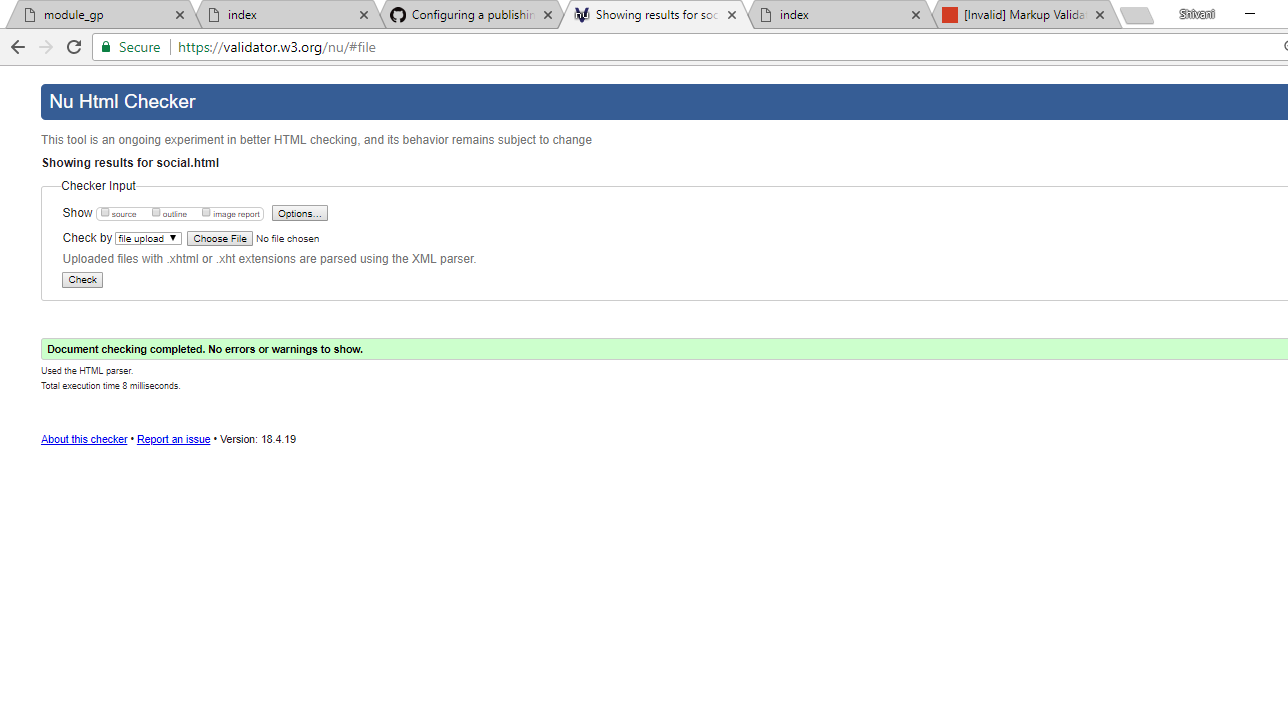 module_gp
index
Configuring a publishin
nu Showing results for soc
index
[Invalid] Markup Valida
Shivani
Secure https://validator.w3.org/nu/#file
Nu Html Checker
This tool is an ongoing experiment in better HTML checking, and its behavior remains subject to change
Showing results for social.html
Checker Input
Show source outline image report Options...
Check by file upload Choose File No file chosen
Uploaded files with .xhtml or .xht extensions are parsed using the XML parser.
Check
Document checking completed. No errors or warnings to show.
Used the HTML parser.
Total execution time 8 milliseconds.
About this checker • Report an issue • Version: 18.4.19